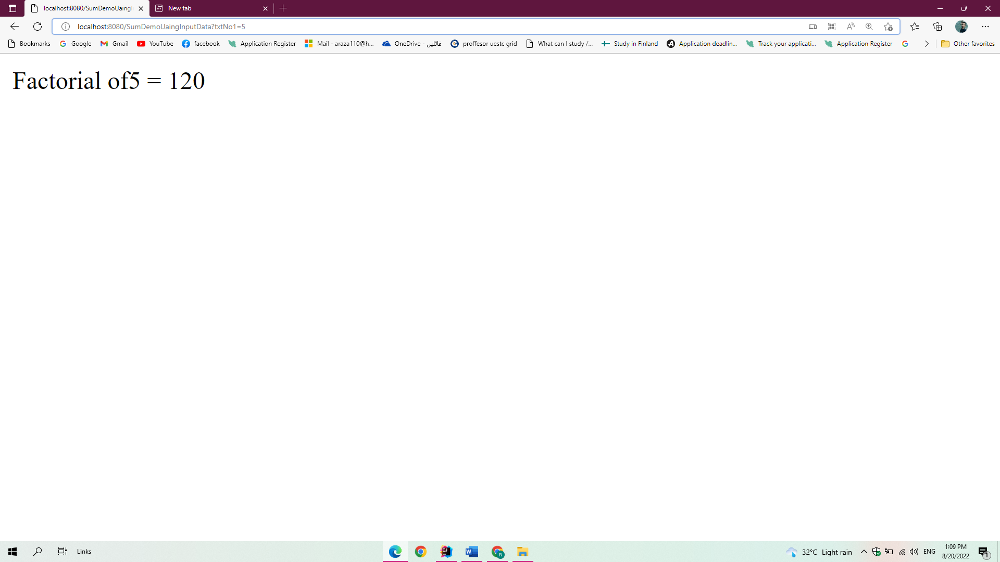 localhost:8080/SumDemoUaingI
New tab
localhost:8080/SumDemoUaingInputData?txtNo1=5
Bookmarks Google Gmail YouTube facebook Application Register Mail - araza110@h... OneDrive - فائلیں proffesor uestc grid What can I study /... Study in Finland Application deadlin... Track your applicati... Application Register Other favorites
Factorial of5 = 120
Links
32°C Light rain
ENG
1:09 PM
8/20/2022
1